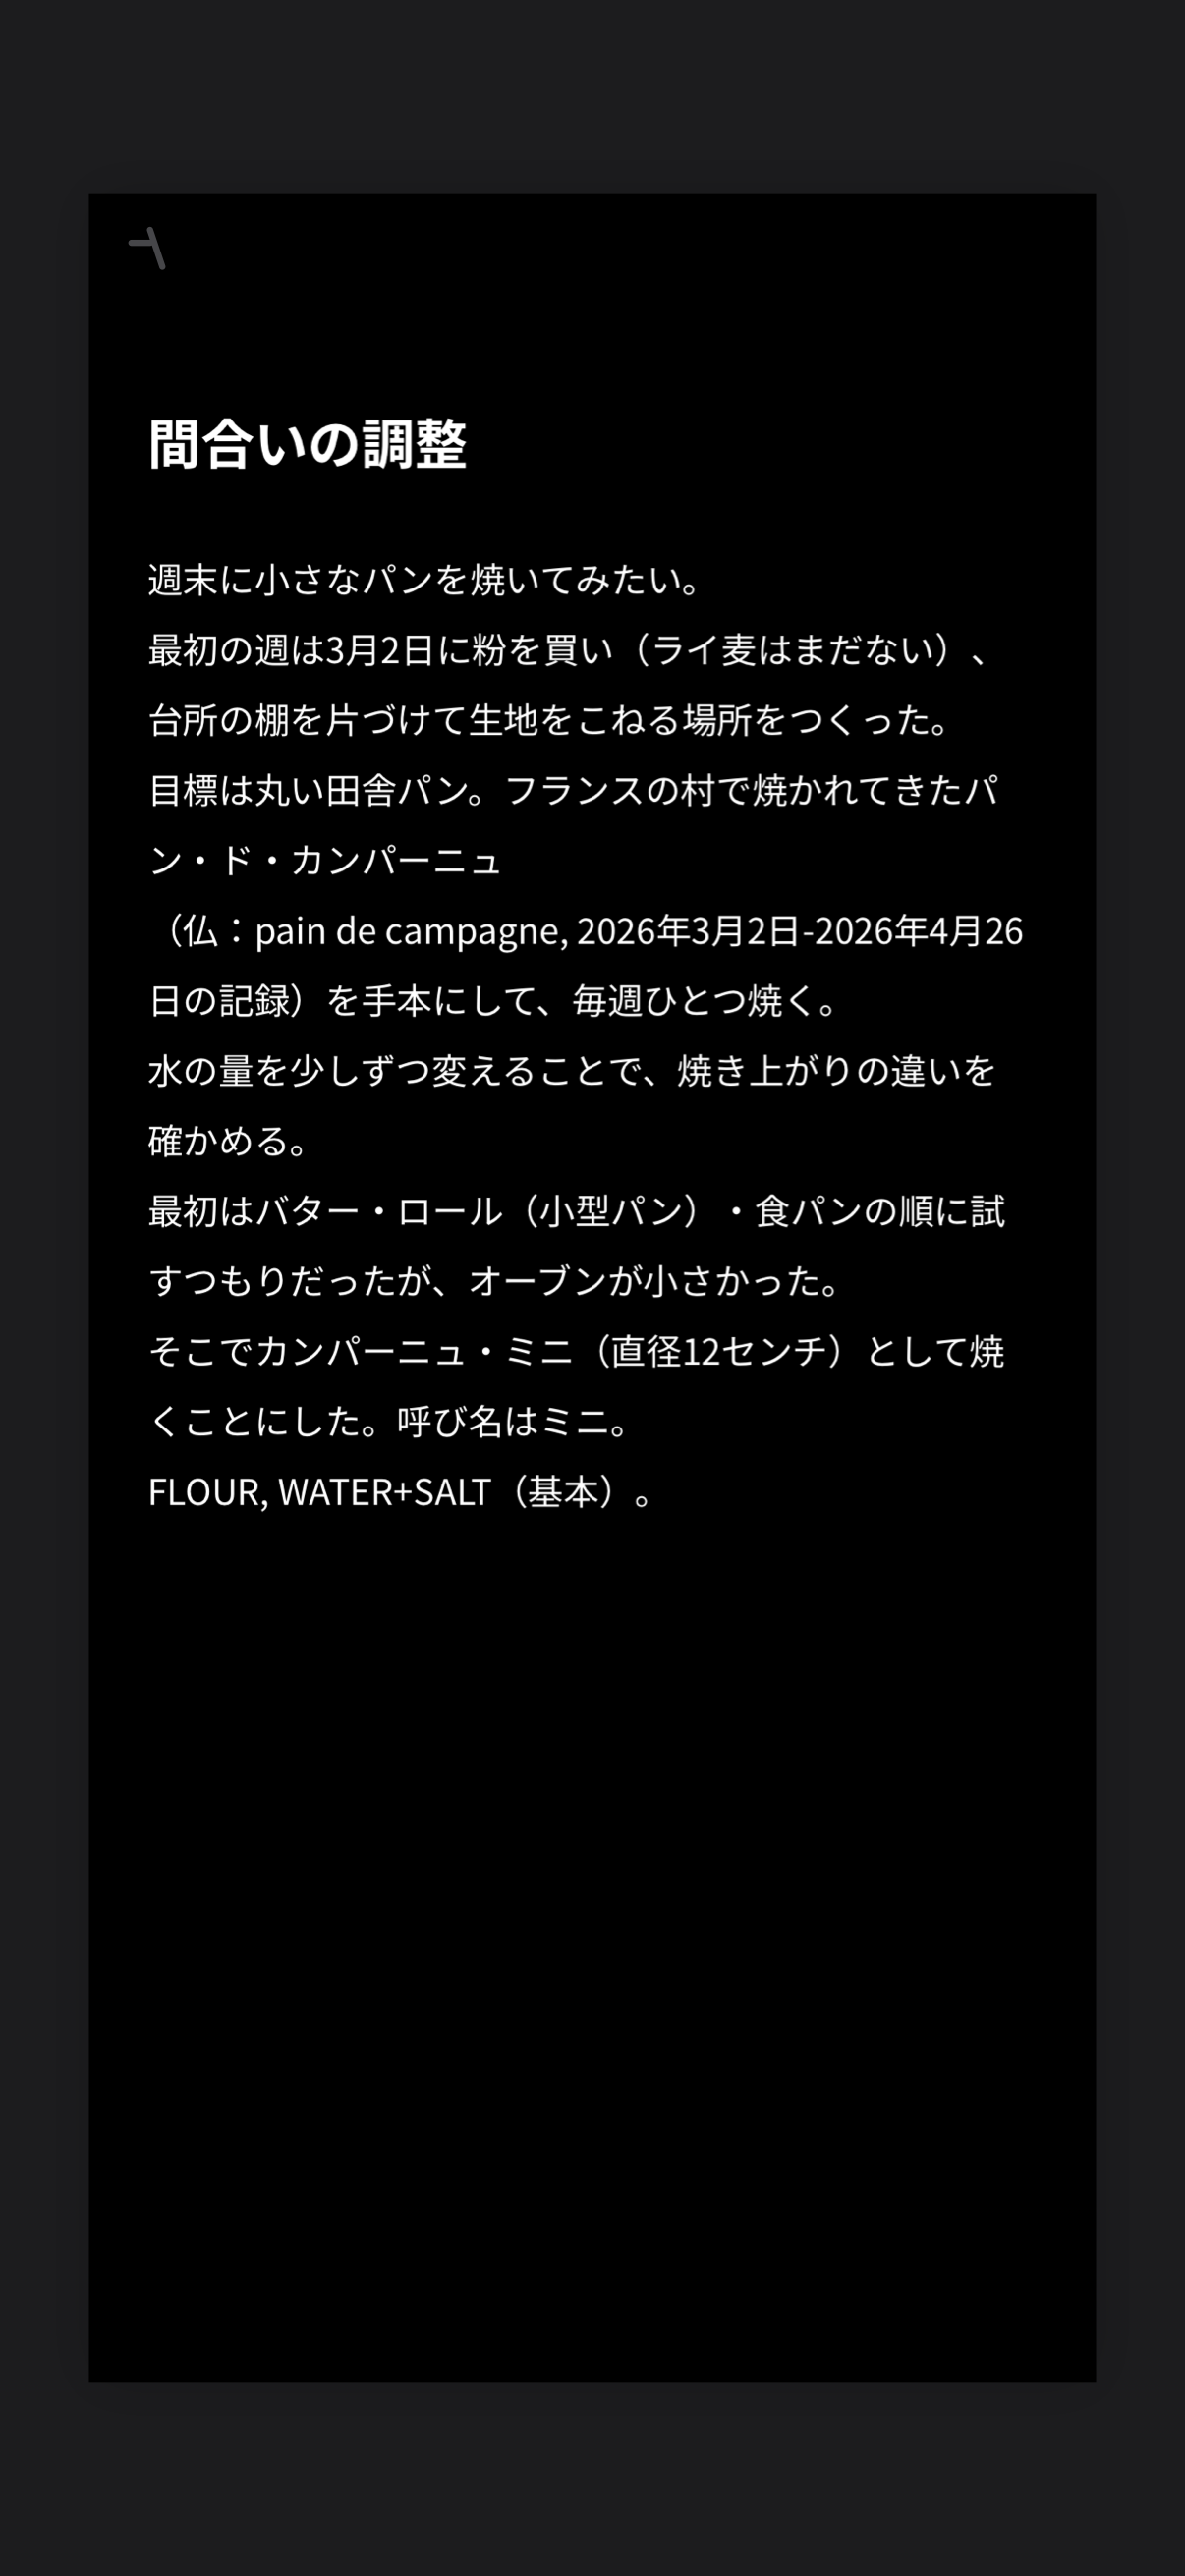 間合いの調整
週末に小さなパンを焼いてみたい。
最初の週は3月2日に粉を買い（ライ麦はまだない）、
台所の棚を片づけて生地をこねる場所をつくった。
目標は丸い田舎パン。フランスの村で焼かれてきたパ
ン・ド・カンパーニュ
（仏：pain de campagne, 2026年3月2日-2026年4月26
日の記録）を手本にして、毎週ひとつ焼く。
水の量を少しずつ変えることで、焼き上がりの違いを
確かめる。
最初はバター・ロール（小型パン）・食パンの順に試
すつもりだったが、オーブンが小さかった。
そこでカンパーニュ・ミニ（直径12センチ）として焼
くことにした。呼び名はミニ。
FLOUR, WATER+SALT（基本）。